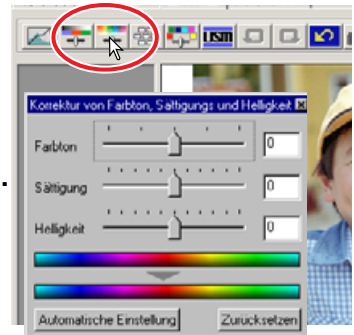 USM
Korrektur von Farbton, Sättigungs und Helligkeit
Farbton 0
Sättigung 0
Helligkeit 0
Automatische Einstellung Zurücksetzen